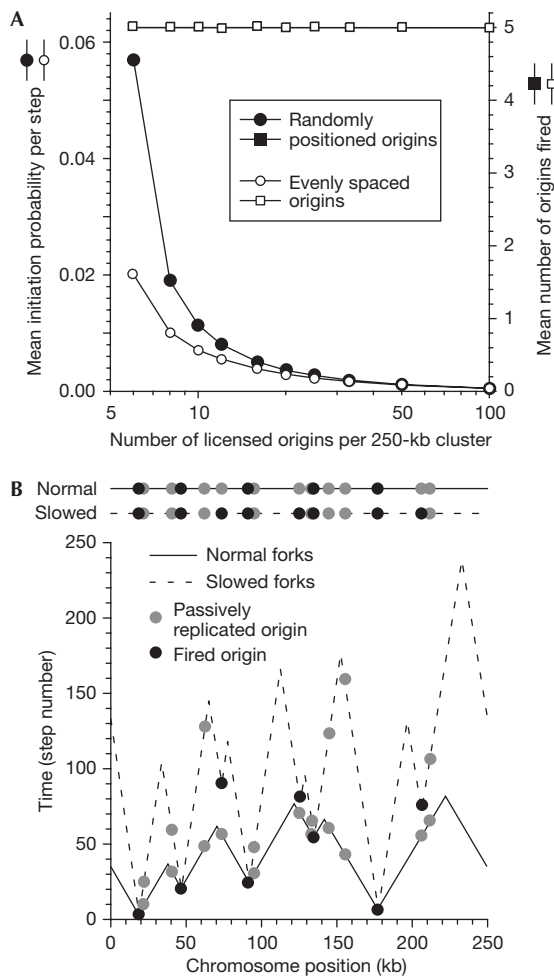 A
0.06
0.04
0.02
0.00
Mean initiation probability per step
5
4
3
2
1
0
Mean number of origins fired
Randomly
positioned origins
Evenly spaced
origins
5 10 50 100
Number of licensed origins per 250-kb cluster
B
Normal
Slowed
250
200
150
100
50
0
Time (step number)
Normal forks
Slowed forks
Passively
replicated origin
Fired origin
0 50 100 150 200 250
Chromosome position (kb)